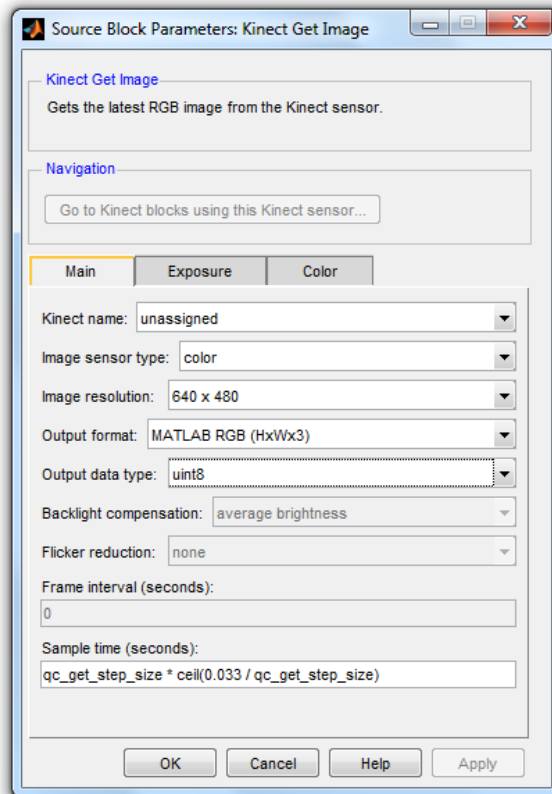 Source Block Parameters: Kinect Get Image
Kinect Get Image
Gets the latest RGB image from the Kinect sensor.
Navigation
Go to Kinect blocks using this Kinect sensor...
Main Exposure Color
Kinect name: unassigned
Image sensor type: color
Image resolution: 640 x 480
Output format: MATLAB RGB (HxWx3)
Output data type: uint8
Backlight compensation: average brightness
Flicker reduction: none
Frame interval (seconds):
0
Sample time (seconds):
qc_get_step_size * ceil(0.033 / qc_get_step_size)
OK Cancel Help Apply